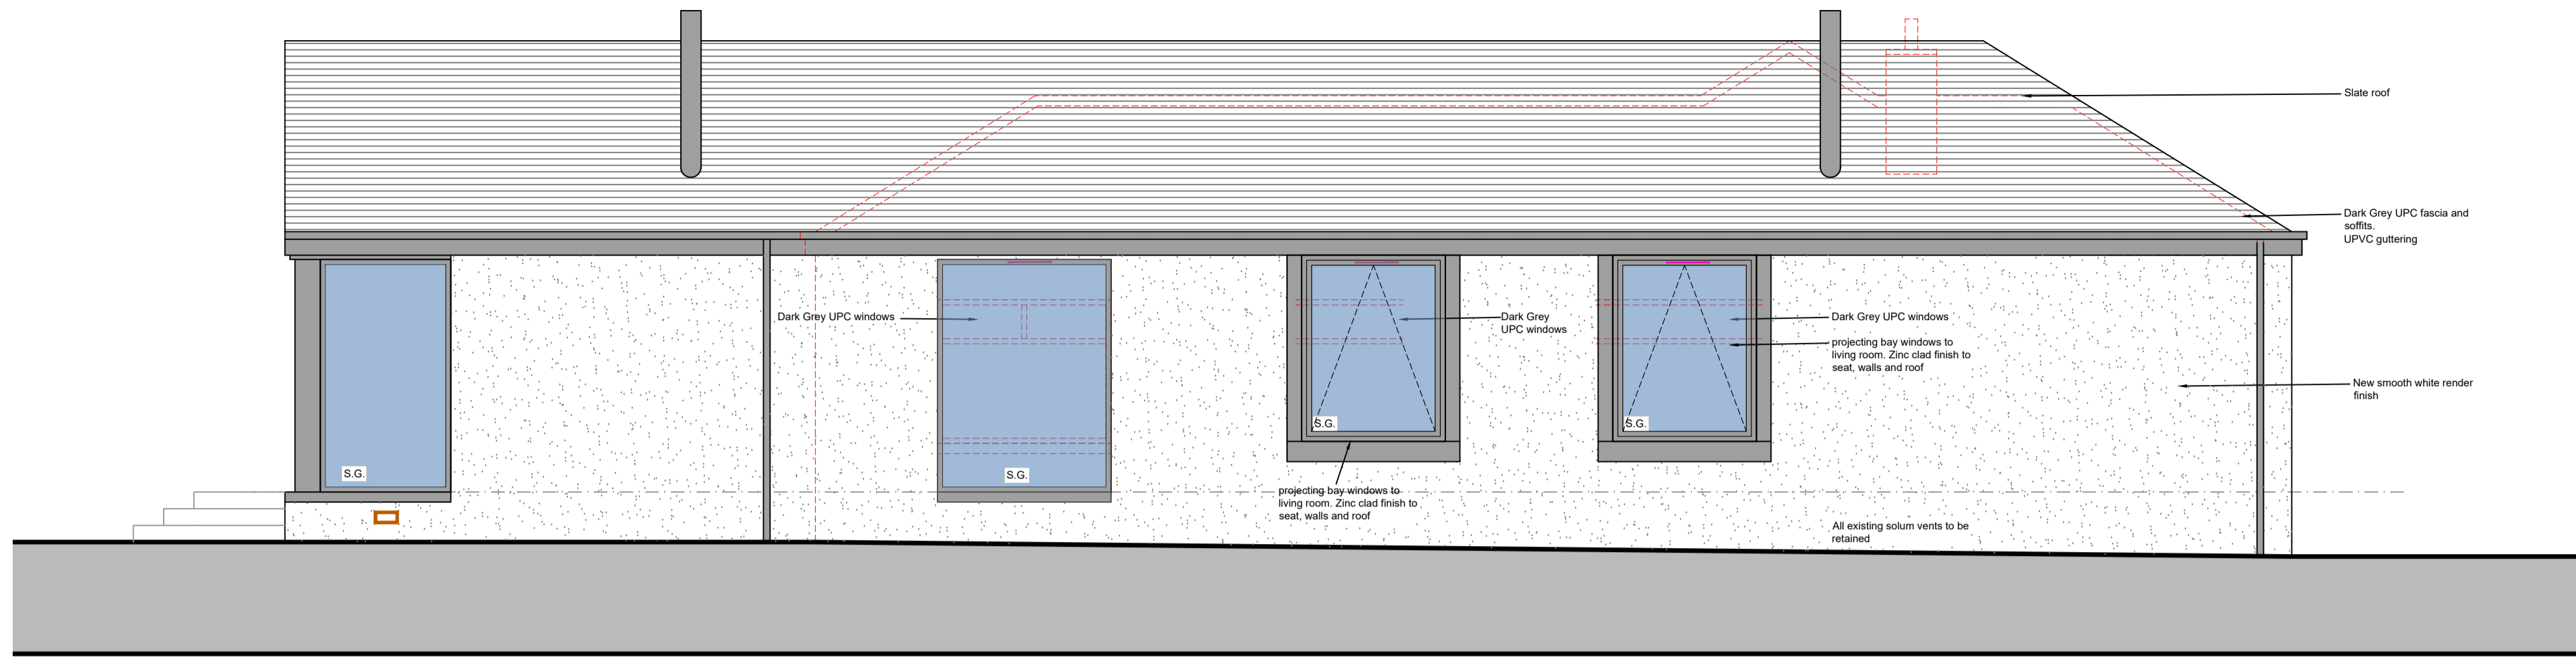 Slate roof
Dark Grey UPC fascia and
soffits.
UPVC guttering
Dark Grey UPC windows
Dark Grey
UPC windows
Dark Grey UPC windows
projecting bay windows to
living room. Zinc clad finish to
seat, walls and roof
New smooth white render
finish
S.G.
S.G.
S.G.
S.G.
projecting bay windows to
living room. Zinc clad finish to
seat, walls and roof
All existing solum vents to be
retained